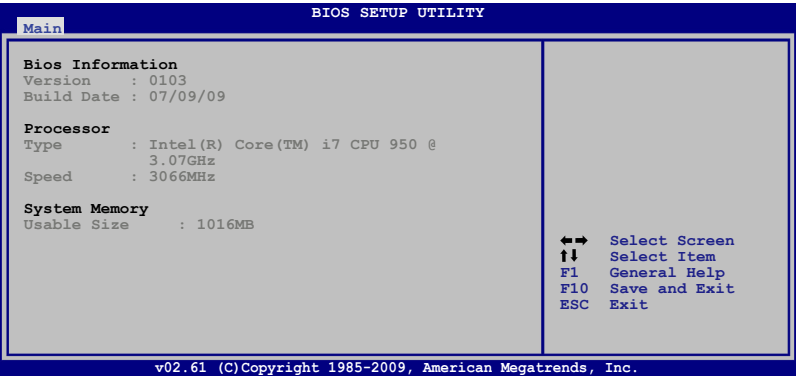 BIOS SETUP UTILITY
Main
Bios Information
Version : 0103
Build Date : 07/09/09
Processor
Type : Intel(R) Core(TM) i7 CPU 950 @
3.07GHz
Speed : 3066MHz
System Memory
Usable Size : 1016MB
←→ Select Screen
↑↓ Select Item
F1 General Help
F10 Save and Exit
ESC Exit
v02.61 (C)Copyright 1985-2009, American Megatrends, Inc.